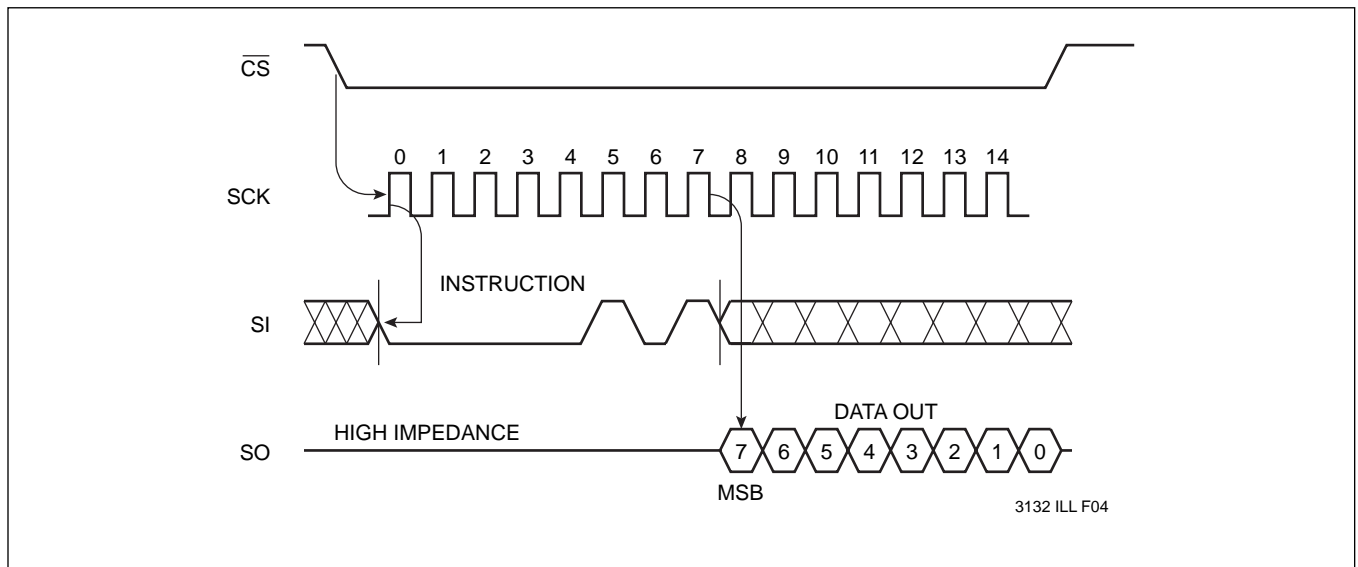 CS
0 1 2 3 4 5 6 7 8 9 10 11 12 13 14
SCK
INSTRUCTION
SI
DATA OUT
HIGH IMPEDANCE
SO
7 6 5 4 3 2 1 0
MSB
3132 ILL F04